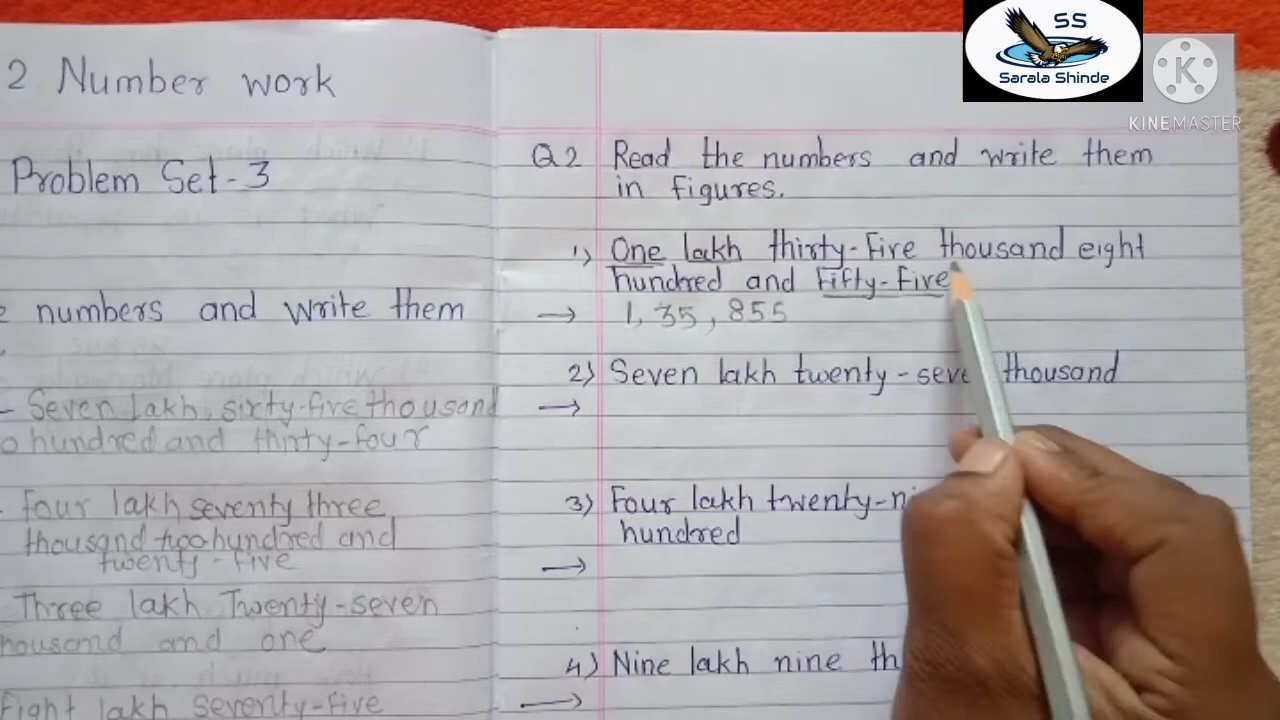 SS
Sarala Shinde
KINEMASTER
2 Number work
Problem Set-3
numbers and write them
- Seven lakh, sixty-five thousand
hundred and thirty-four
Four lakh seventy three
thousand two hundred and
twenty-five
Three lakh Twenty-seven
and one
Eight lakh seventy-five
Q2 Read the numbers and write them
in figures.
1) One lakh thirty-five thousand eight
hundred and fifty-five
→ 1,35,855
2) Seven lakh twenty-seve thousand
→
3) Four lakh twenty-ni
hundred
→
4) Nine lakh nine th
→